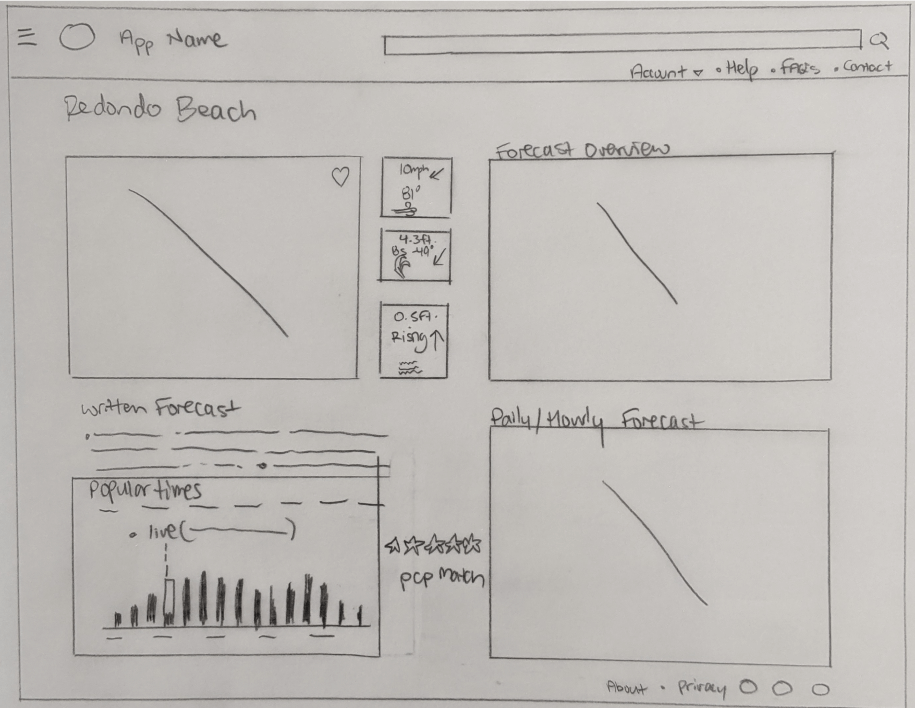 App Name
Account • Help • FAQs • Contact
Redondo Beach
10mph
81°
4.3ft.
8s -49°
0.5ft.
Rising
Forecast Overview
written Forecast
Popular times
• live( )
pop match
Daily/Hourly Forecast
About • Privacy